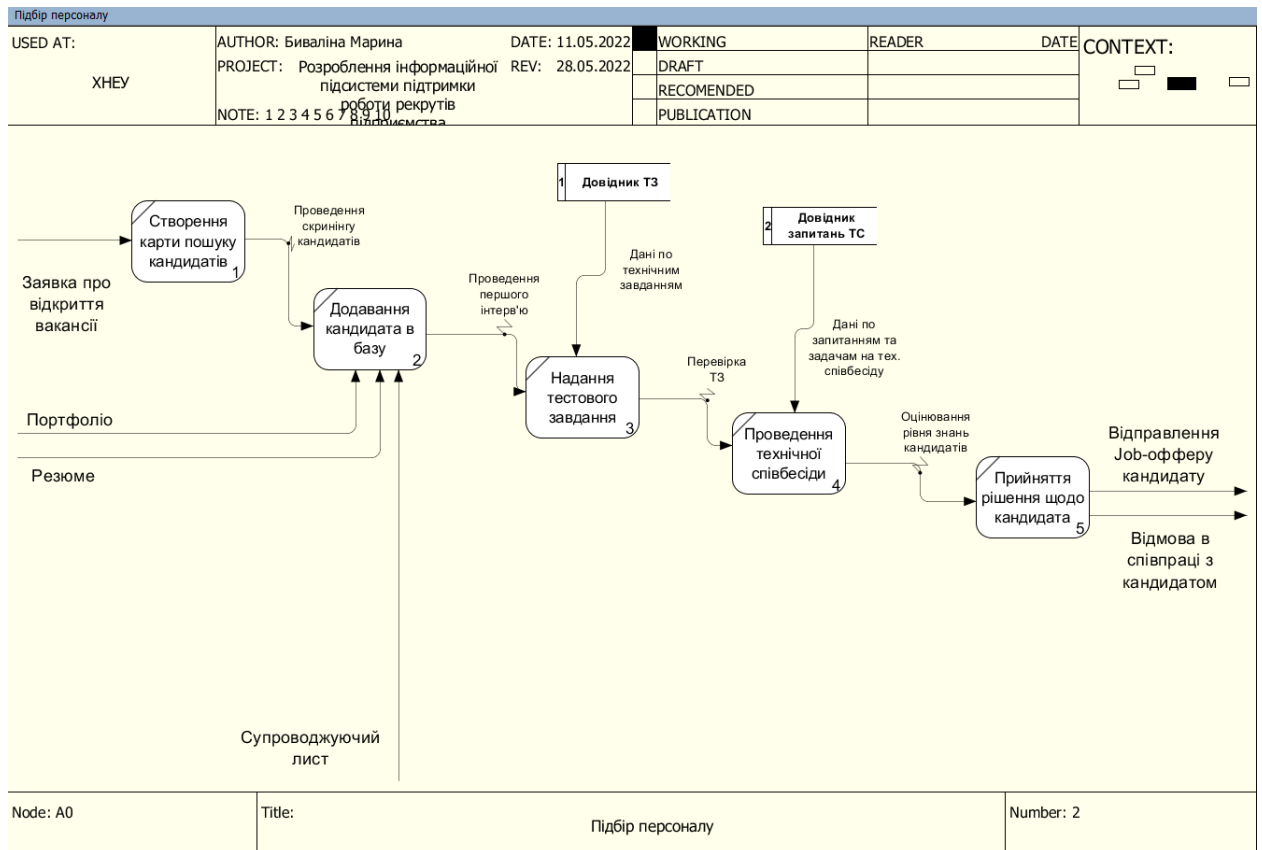 Підбір персоналу
USED AT:
ХНЕУ
AUTHOR: Биваліна Марина
DATE: 11.05.2022
PROJECT: Розроблення інформаційної
REV: 28.05.2022
підсистеми підтримки
роботи рекрутів
підприємства
NOTE: 1 2 3 4 5 6 7 8 9 10
WORKING
DRAFT
RECOMENDED
PUBLICATION
READER DATE
CONTEXT:
1 Довідник ТЗ
2 Довідник
запитань ТС
Створення
карти пошуку
кандидатів
1
Проведення
скринінгу
кандидатів
Заявка про
відкриття
вакансії
Додавання
кандидата в
базу
2
Проведення
першого
інтерв'ю
Дані по
технічним
завданням
Надання
тестового
завдання
3
Дані по
запитанням та
задачам на тех.
співбесіду
Перевірка
ТЗ
Портфоліо
Резюме
Проведення
технічної
співбесіди
4
Оцінювання
рівня знань
кандидатів
Прийняття
рішення щодо
кандидата
5
Відправлення
Job-офферу
кандидату
Відмова в
співпраці з
кандидатом
Супроводжуючий
лист
Node: A0
Title:
Підбір персоналу
Number: 2